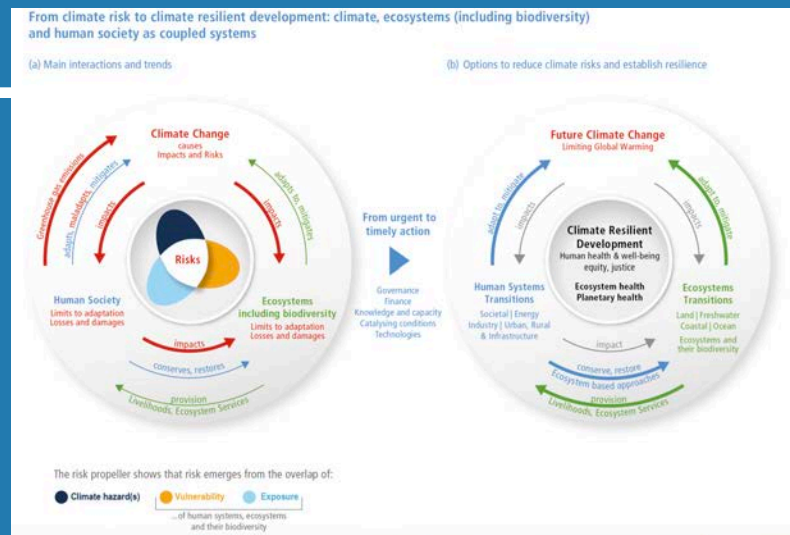 From climate risk to climate resilient development: climate, ecosystems (including biodiversity)
and human society as coupled systems
(a) Main interactions and trends
(b) Options to reduce climate risks and establish resilience
Climate Change
causes
Impacts and Risks
Greenhouse gas emissions
adapts, maladapts, mitigates
impacts
impacts
adapts to, mitigates
Risks
Human Society
Limits to adaptation
Losses and damages
Ecosystems
including biodiversity
Limits to adaptation
Losses and damages
impacts
conserves, restores
provision
Livelihoods, Ecosystem Services
From urgent to
timely action
Governance
Finance
Knowledge and capacity
Catalysing conditions
Technologies
Future Climate Change
Limiting Global Warming
adapt to, mitigate
impacts
impacts
adapt to, mitigate
Climate Resilient
Development
Human health & well-being
equity, justice
Ecosystem health
Planetary health
Human Systems
Transitions
Societal | Energy
Industry | Urban, Rural
& Infrastructure
Ecosystems
Transitions
Land | Freshwater
Coastal | Ocean
Ecosystems and
their biodiversity
impact
conserve, restore
Ecosystem based approaches
provision
Livelihoods, Ecosystem Services
The risk propeller shows that risk emerges from the overlap of:
Climate hazard(s) Vulnerability Exposure
...of human systems, ecosystems
and their biodiversity